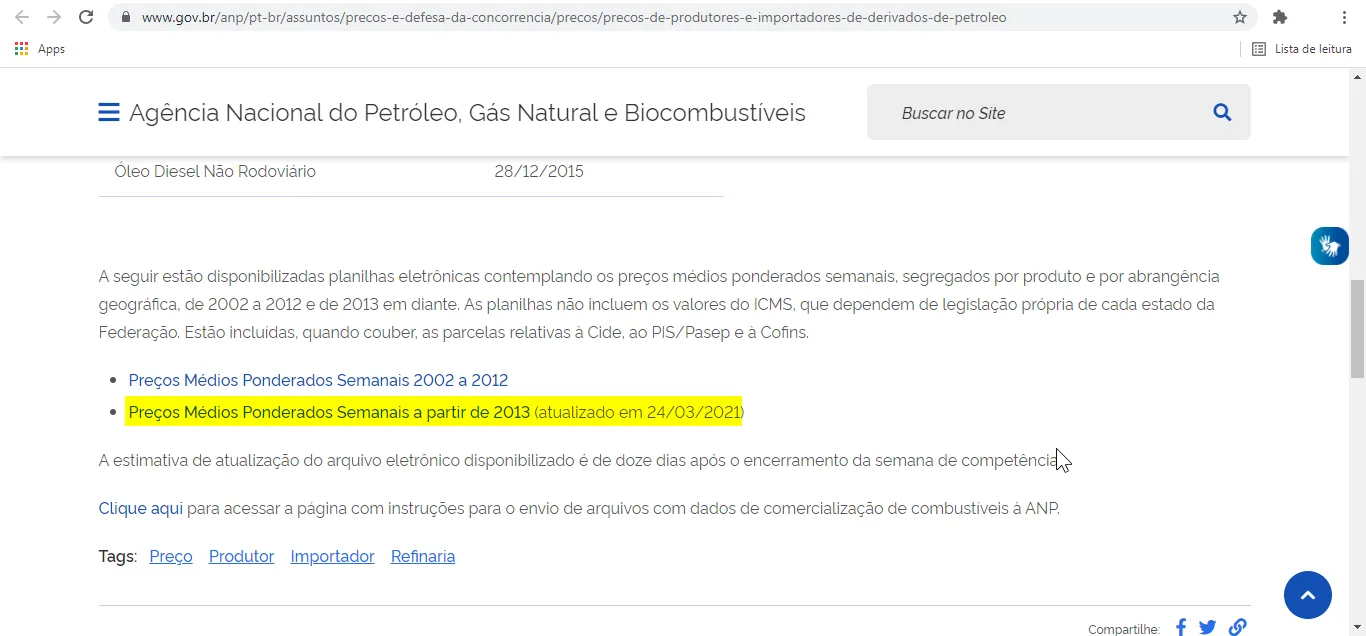 www.gov.br/anp/pt-br/assuntos/precos-e-defesa-da-concorrencia/precos/precos-de-produtores-e-importadores-de-derivados-de-petroleo
Apps
Lista de leitura
Agência Nacional do Petróleo, Gás Natural e Biocombustíveis
Buscar no Site
Óleo Diesel Não Rodoviário 28/12/2015
A seguir estão disponibilizadas planilhas eletrônicas contemplando os preços médios ponderados semanais, segregados por produto e por abrangência
geográfica, de 2002 a 2012 e de 2013 em diante. As planilhas não incluem os valores do ICMS, que dependem de legislação própria de cada estado da
Federação. Estão incluídas, quando couber, as parcelas relativas à Cide, ao PIS/Pasep e à Cofins.
• Preços Médios Ponderados Semanais 2002 a 2012
• Preços Médios Ponderados Semanais a partir de 2013 (atualizado em 24/03/2021)
A estimativa de atualização do arquivo eletrônico disponibilizado é de doze dias após o encerramento da semana de competência
Clique aqui para acessar a página com instruções para o envio de arquivos com dados de comercialização de combustíveis à ANP.
Tags: Preço Produtor Importador Refinaria
Compartilhe: